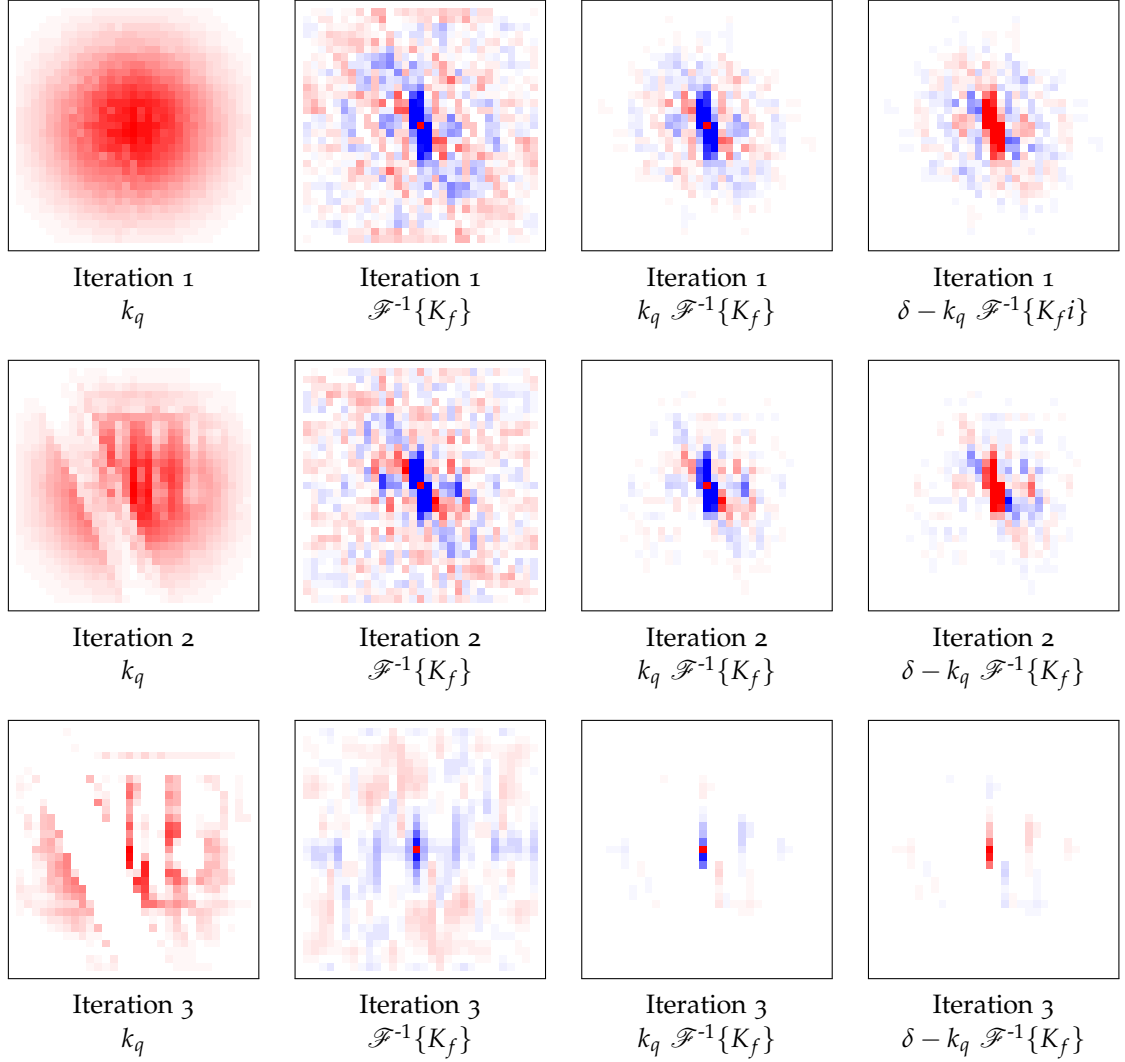 Iteration 1 Iteration 1 Iteration 1 Iteration 1
k_q ℱ⁻¹{K_f} k_q ℱ⁻¹{K_f} δ − k_q ℱ⁻¹{K_f i}
Iteration 2 Iteration 2 Iteration 2 Iteration 2
k_q ℱ⁻¹{K_f} k_q ℱ⁻¹{K_f} δ − k_q ℱ⁻¹{K_f}
Iteration 3 Iteration 3 Iteration 3 Iteration 3
k_q ℱ⁻¹{K_f} k_q ℱ⁻¹{K_f} δ − k_q ℱ⁻¹{K_f}